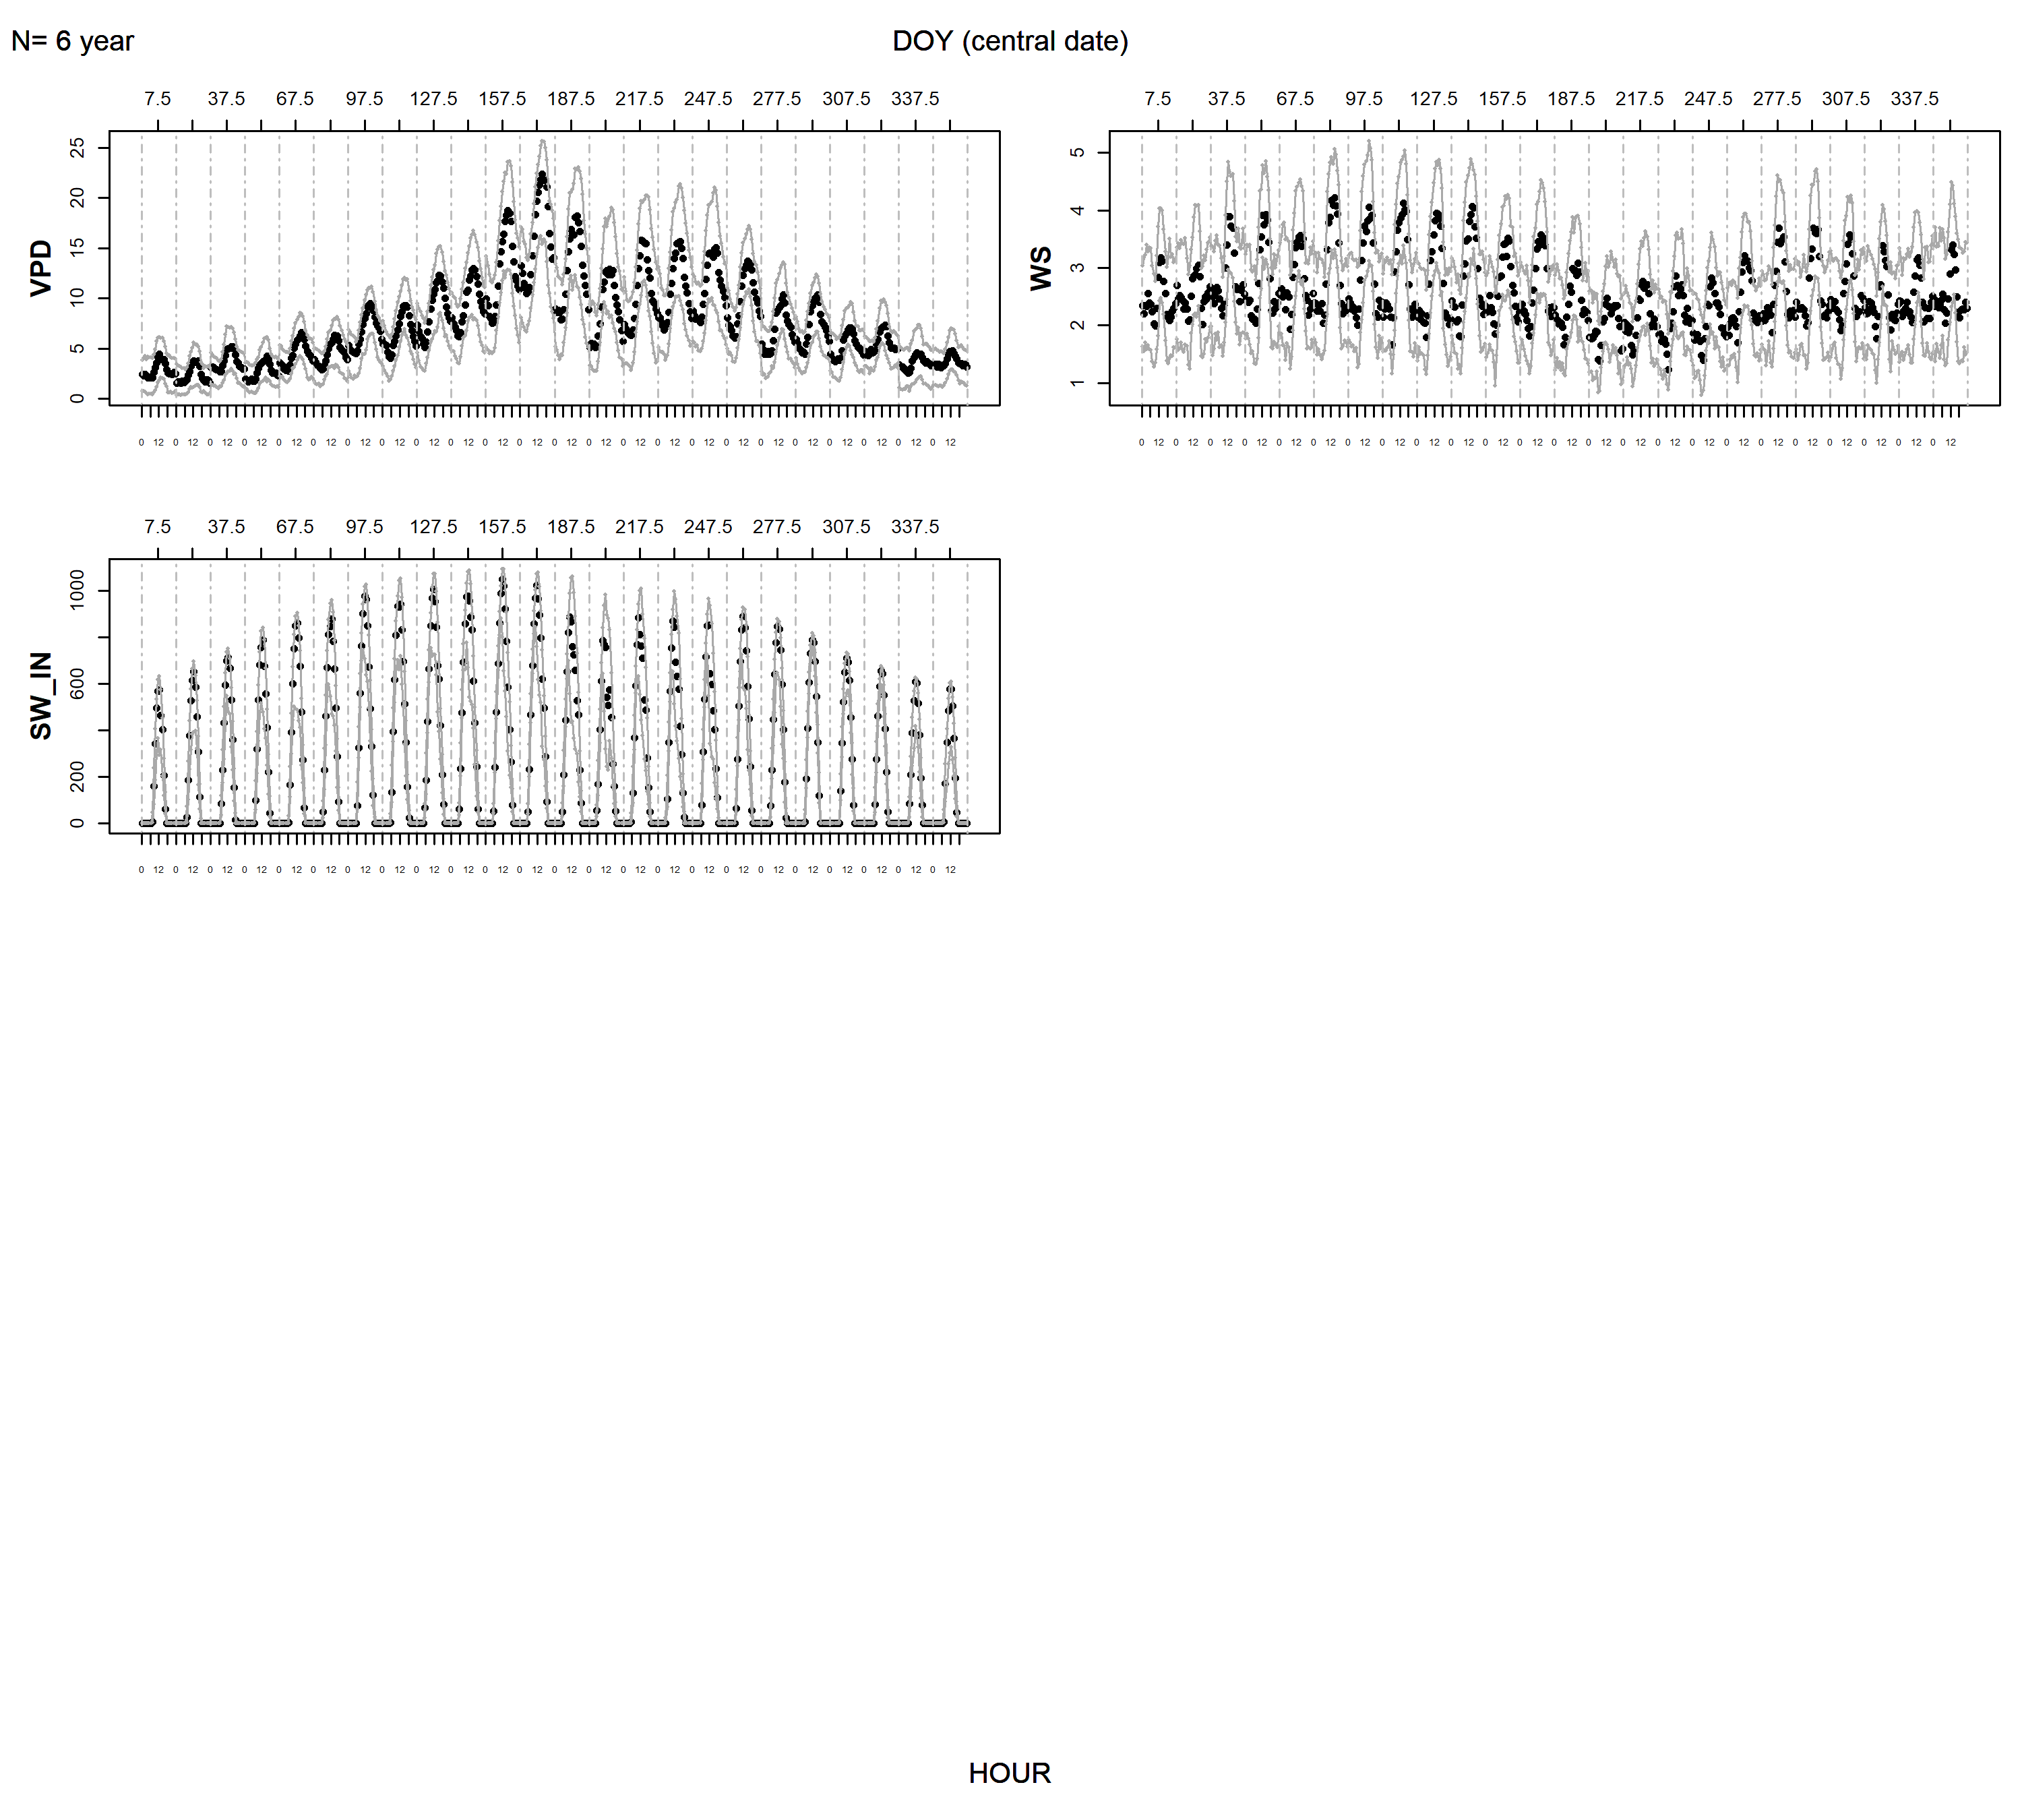 N= 6 year
DOY (central date)
7.5 37.5 67.5 97.5 127.5 157.5 187.5 217.5 247.5 277.5 307.5 337.5
VPD
25
20
15
10
5
0
0 12 0 12 0 12 0 12 0 12 0 12 0 12 0 12 0 12 0 12 0 12 0 12 0 12 0 12 0 12 0 12 0 12 0 12 0 12 0 12 0 12 0 12 0 12 0 12
7.5 37.5 67.5 97.5 127.5 157.5 187.5 217.5 247.5 277.5 307.5 337.5
WS
5
4
3
2
1
0 12 0 12 0 12 0 12 0 12 0 12 0 12 0 12 0 12 0 12 0 12 0 12 0 12 0 12 0 12 0 12 0 12 0 12 0 12 0 12 0 12 0 12 0 12 0 12
7.5 37.5 67.5 97.5 127.5 157.5 187.5 217.5 247.5 277.5 307.5 337.5
SW_IN
1000
600
200
0
0 12 0 12 0 12 0 12 0 12 0 12 0 12 0 12 0 12 0 12 0 12 0 12 0 12 0 12 0 12 0 12 0 12 0 12 0 12 0 12 0 12 0 12 0 12 0 12
HOUR